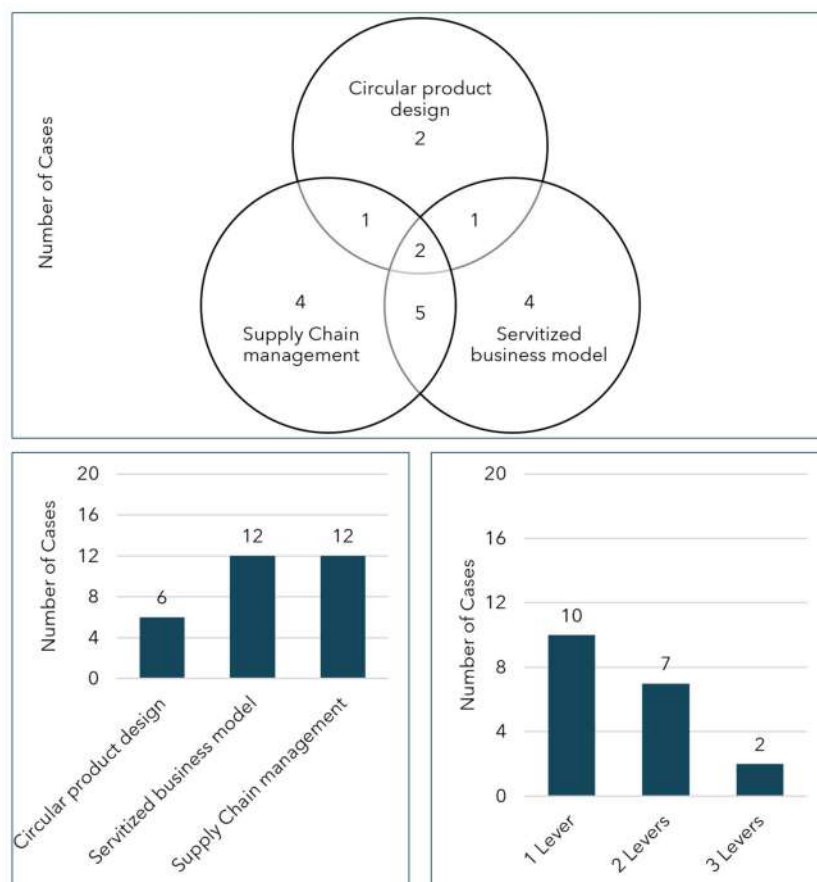 Number of Cases
Circular product
design
2
1
1
2
4
5
4
Supply Chain
management
Servitized
business model
Number of Cases
20
16
12
8
4
0
6
12
12
Circular product design
Servitized business model
Supply Chain management
Number of Cases
20
16
12
8
4
0
10
7
2
1 Lever
2 Levers
3 Levers